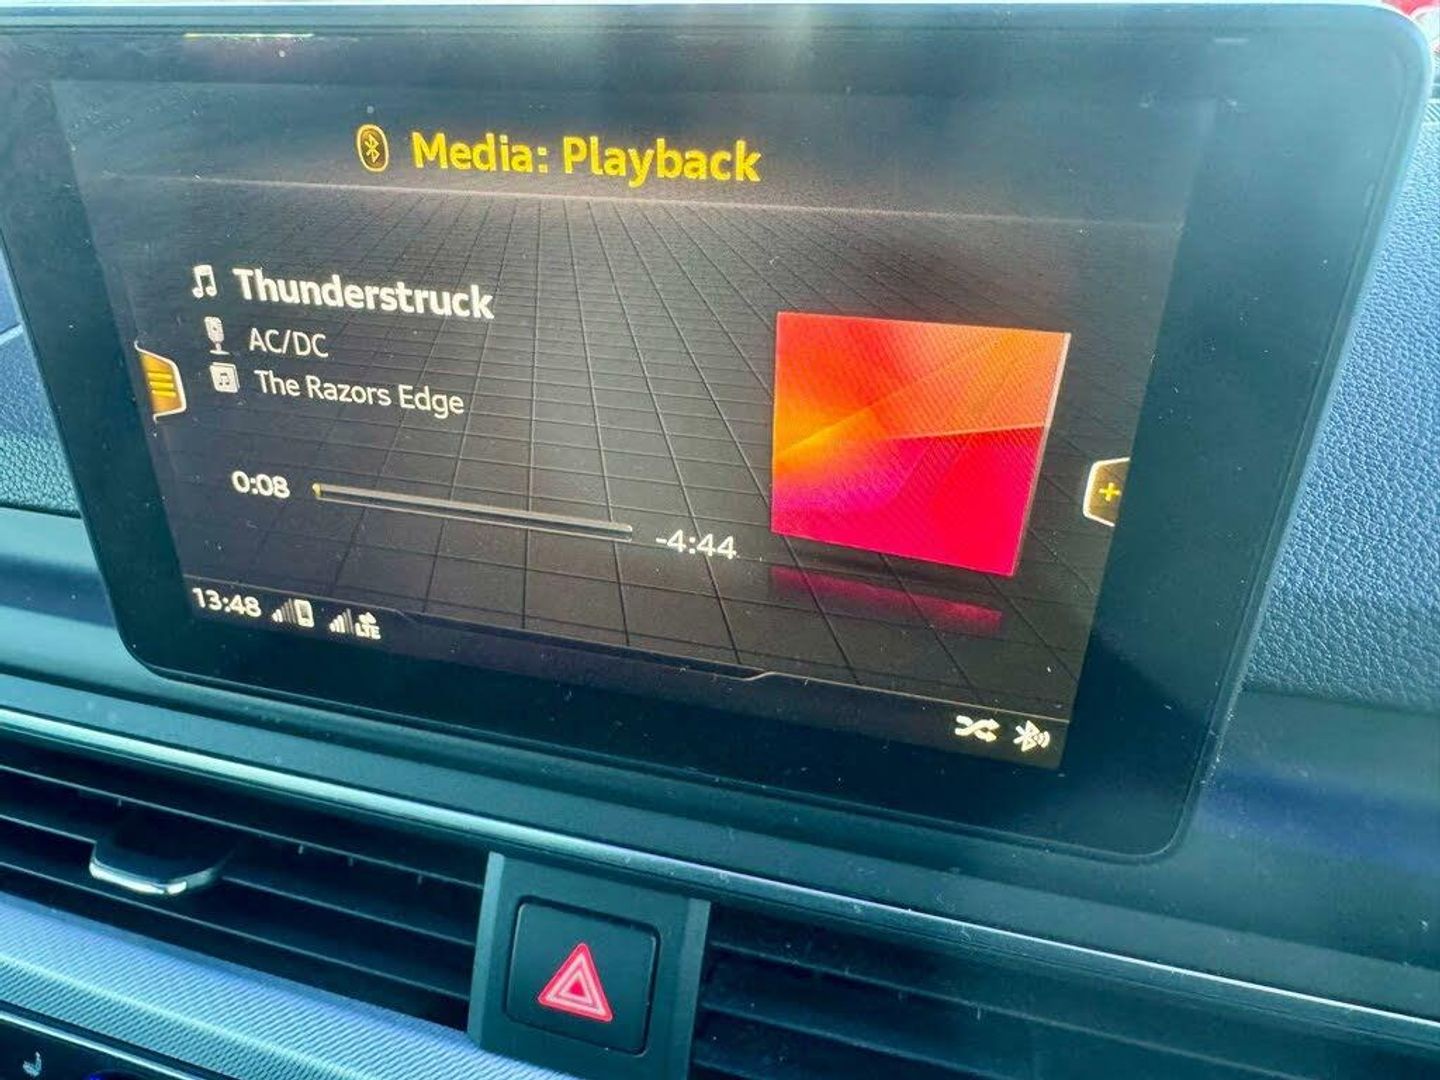 Media: Playback
Thunderstruck
AC/DC
The Razors Edge
0:08
-4:44
13:48
LTE